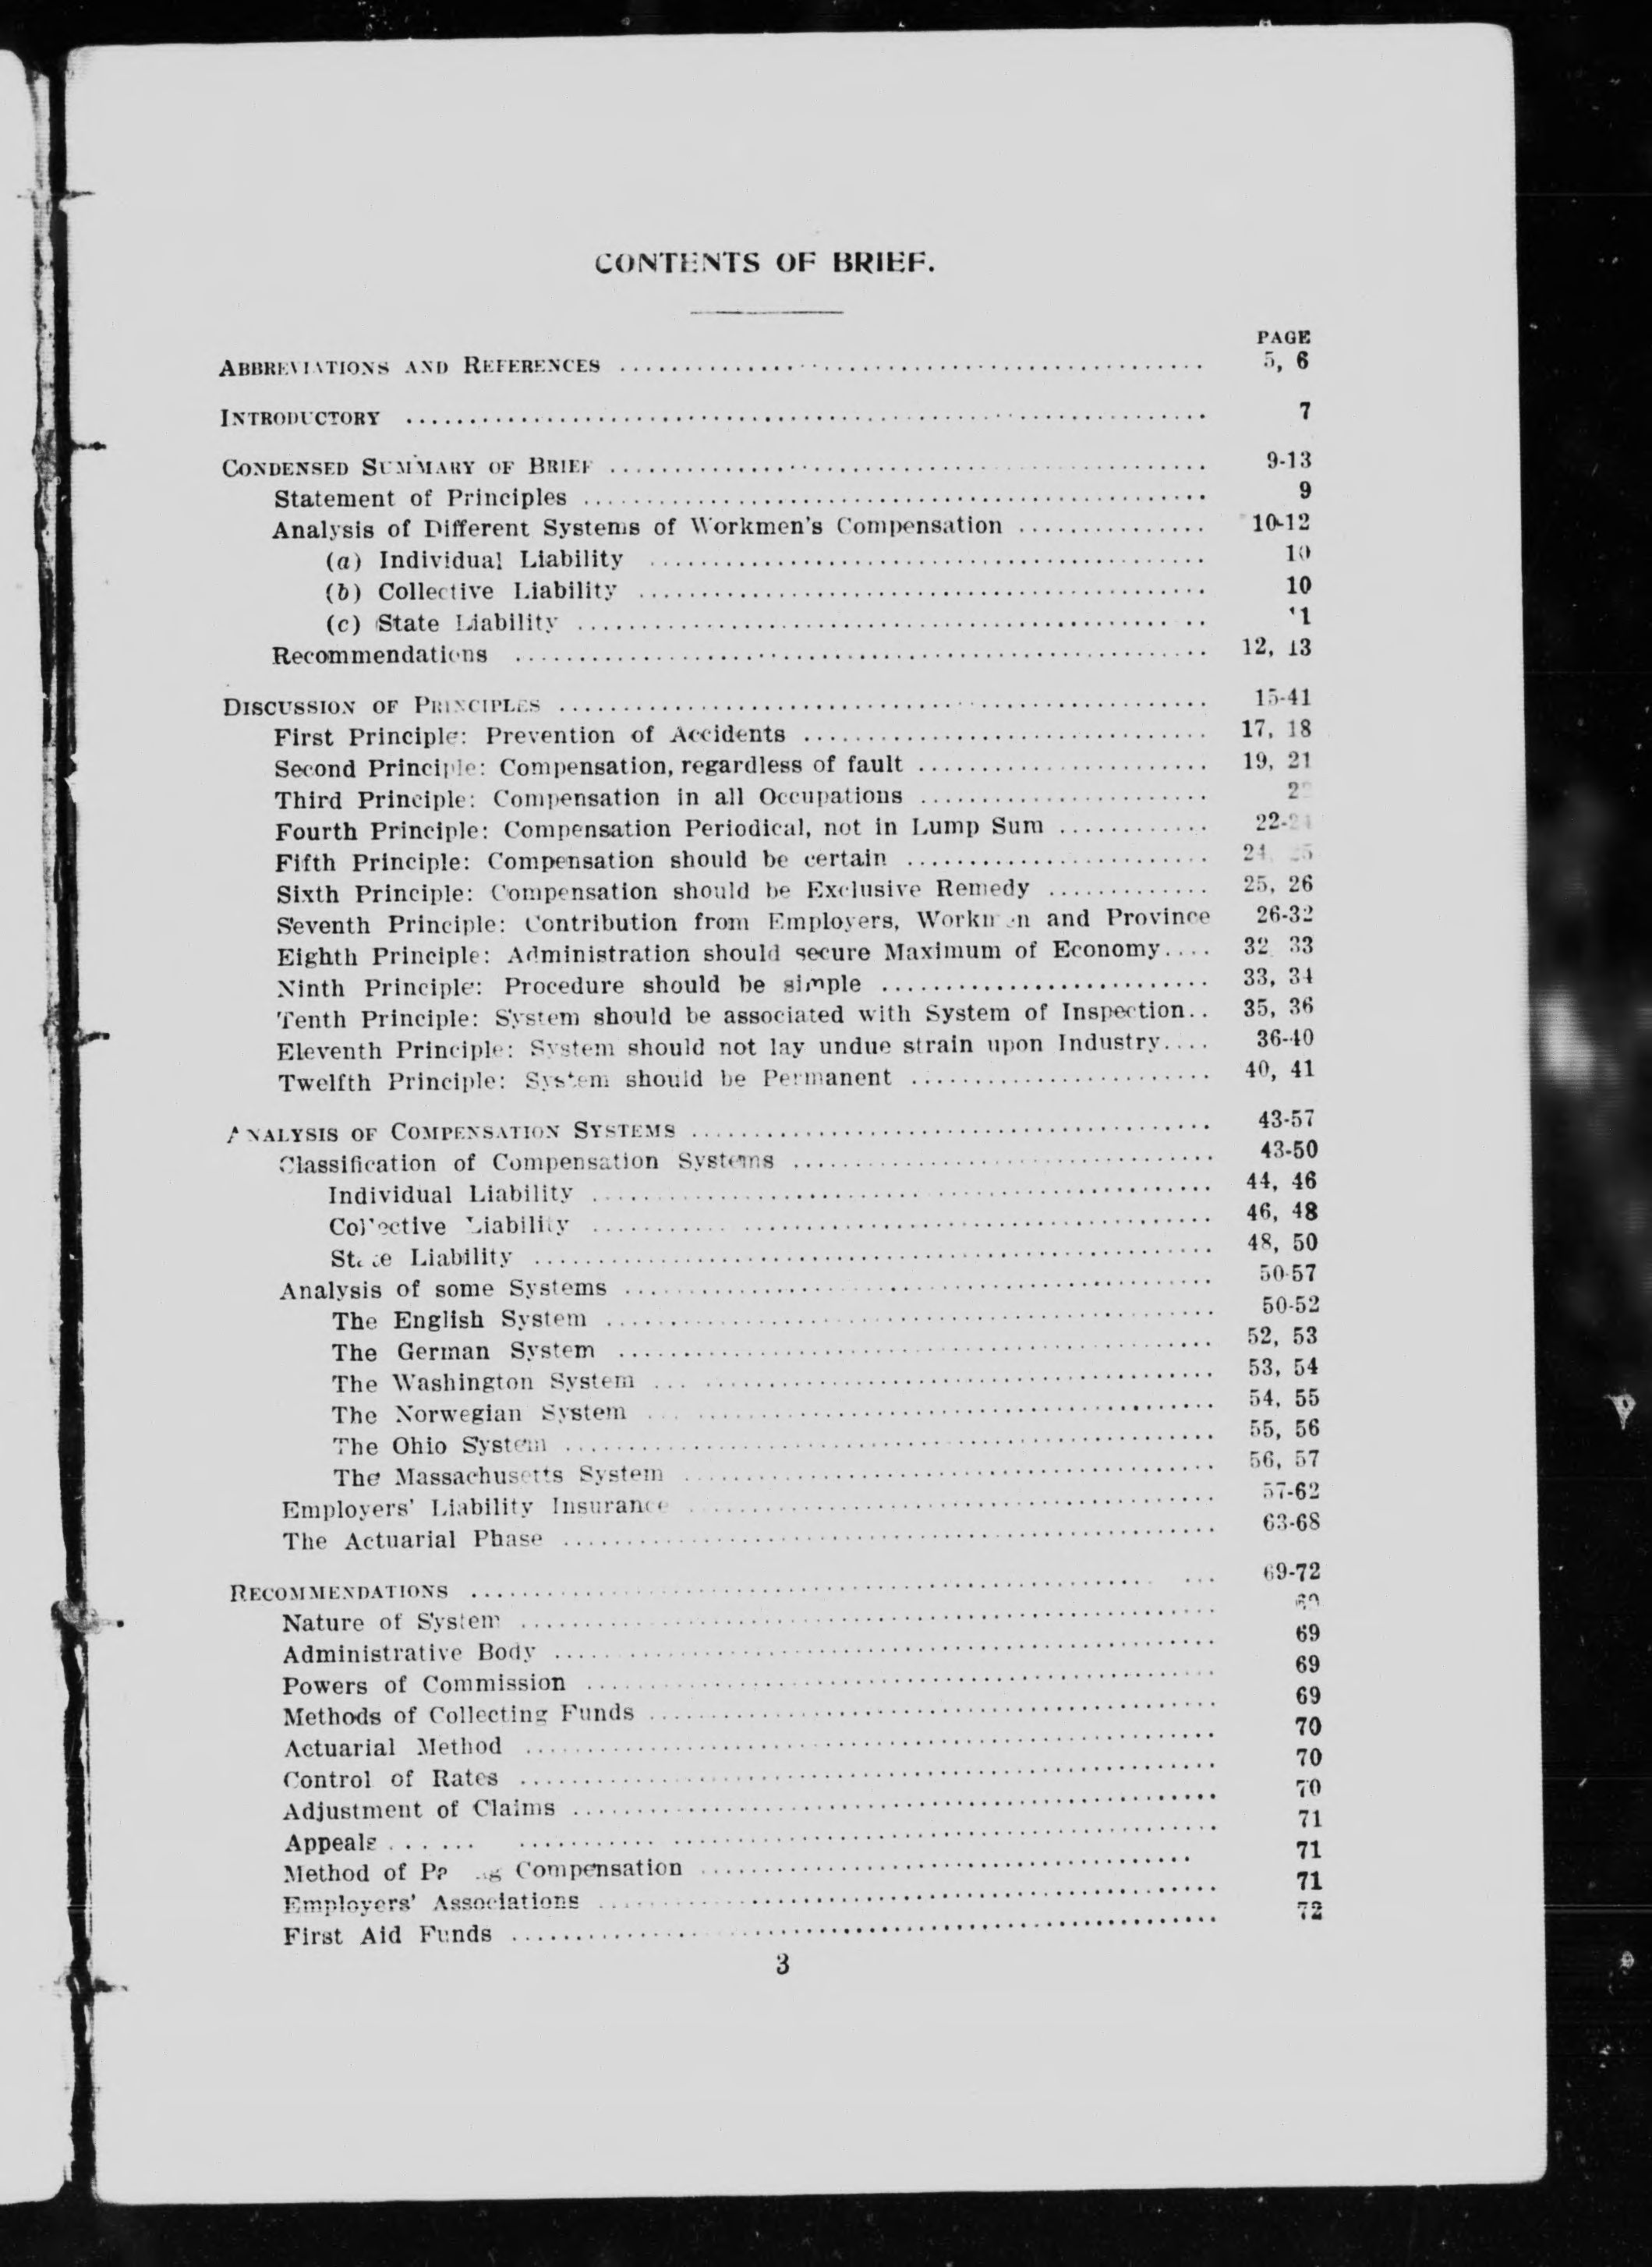 CONTENTS OF BRIEF.
PAGE
ABBREVIATIONS AND REFERENCES .................... 5, 6
INTRODUCTORY .................... 7
CONDENSED SUMMARY OF BRIEF .................... 9-13
Statement of Principles .................... 9
Analysis of Different Systems of Workmen's Compensation .................... 10-12
(a) Individual Liability .................... 10
(b) Collective Liability .................... 10
(c) State Liability ....................
Recommendations .................... 12, 13
DISCUSSION OF PRINCIPLES .................... 15-41
First Principle: Prevention of Accidents .................... 17, 18
Second Principle: Compensation, regardless of fault .................... 19, 21
Third Principle: Compensation in all Occupations ....................
Fourth Principle: Compensation Periodical, not in Lump Sum ....................
Fifth Principle: Compensation should be certain ....................
Sixth Principle: Compensation should be Exclusive Remedy .................... 25, 26
Seventh Principle: Contribution from Employers, Workmen and Province 26-32
Eighth Principle: Administration should secure Maximum of Economy.... 32 33
Ninth Principle: Procedure should be simple .................... 33, 34
Tenth Principle: System should be associated with System of Inspection.. 35, 36
Eleventh Principle: System should not lay undue strain upon Industry.... 36-40
Twelfth Principle: System should be Permanent .................... 40, 41
ANALYSIS OF COMPENSATION SYSTEMS .................... 43-57
Classification of Compensation Systems .................... 43-50
Individual Liability .................... 44, 46
Collective Liability .................... 46, 48
State Liability .................... 48, 50
Analysis of some Systems .................... 50-57
The English System .................... 50-52
The German System .................... 52, 53
The Washington System .................... 53, 54
The Norwegian System .................... 54, 55
The Ohio System .................... 55, 56
The Massachusetts System .................... 56, 57
Employers' Liability Insurance .................... 57-62
The Actuarial Phase .................... 63-68
RECOMMENDATIONS .................... 69-72
Nature of System .................... 69
Administrative Body .................... 69
Powers of Commission .................... 69
Methods of Collecting Funds .................... 69
Actuarial Method .................... 70
Control of Rates .................... 70
Adjustment of Claims .................... 70
Appeals .................... 71
Method of Compensation .................... 71
Employers' Associations .................... 71
First Aid Funds .................... 72
3